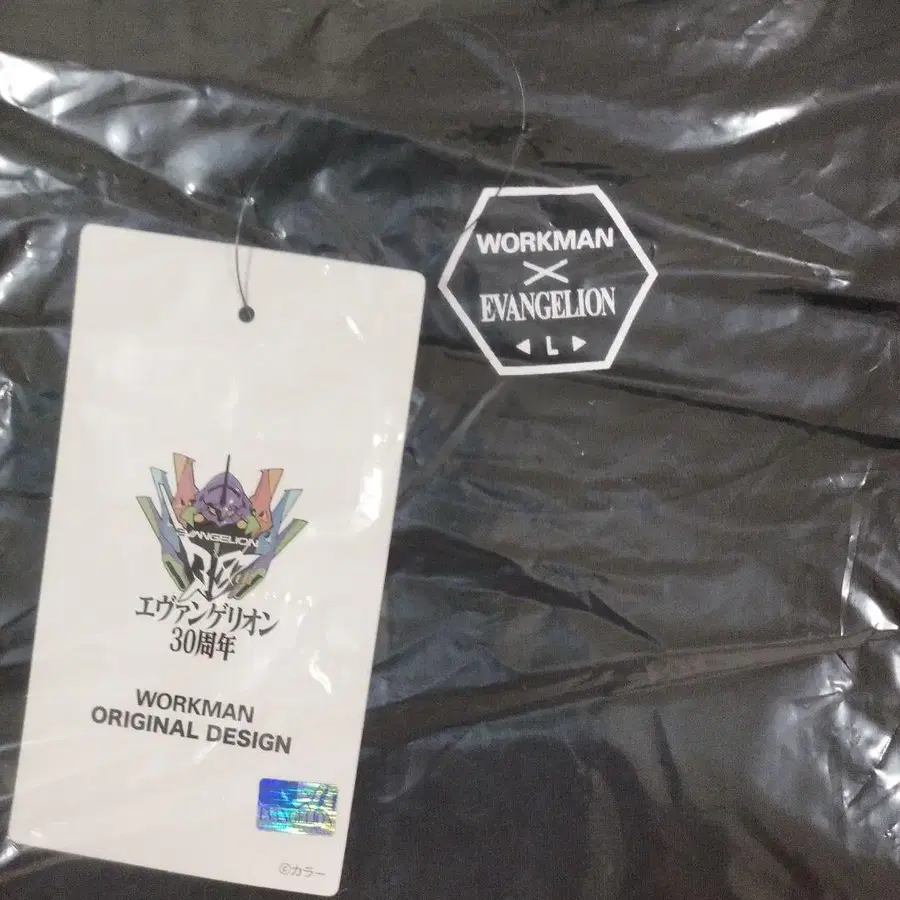 WORKMAN
×
EVANGELION
◀ L ▶
EVANGELION
30
エヴァンゲリオン
30周年
WORKMAN
ORIGINAL DESIGN
EVANGELION
©カラー